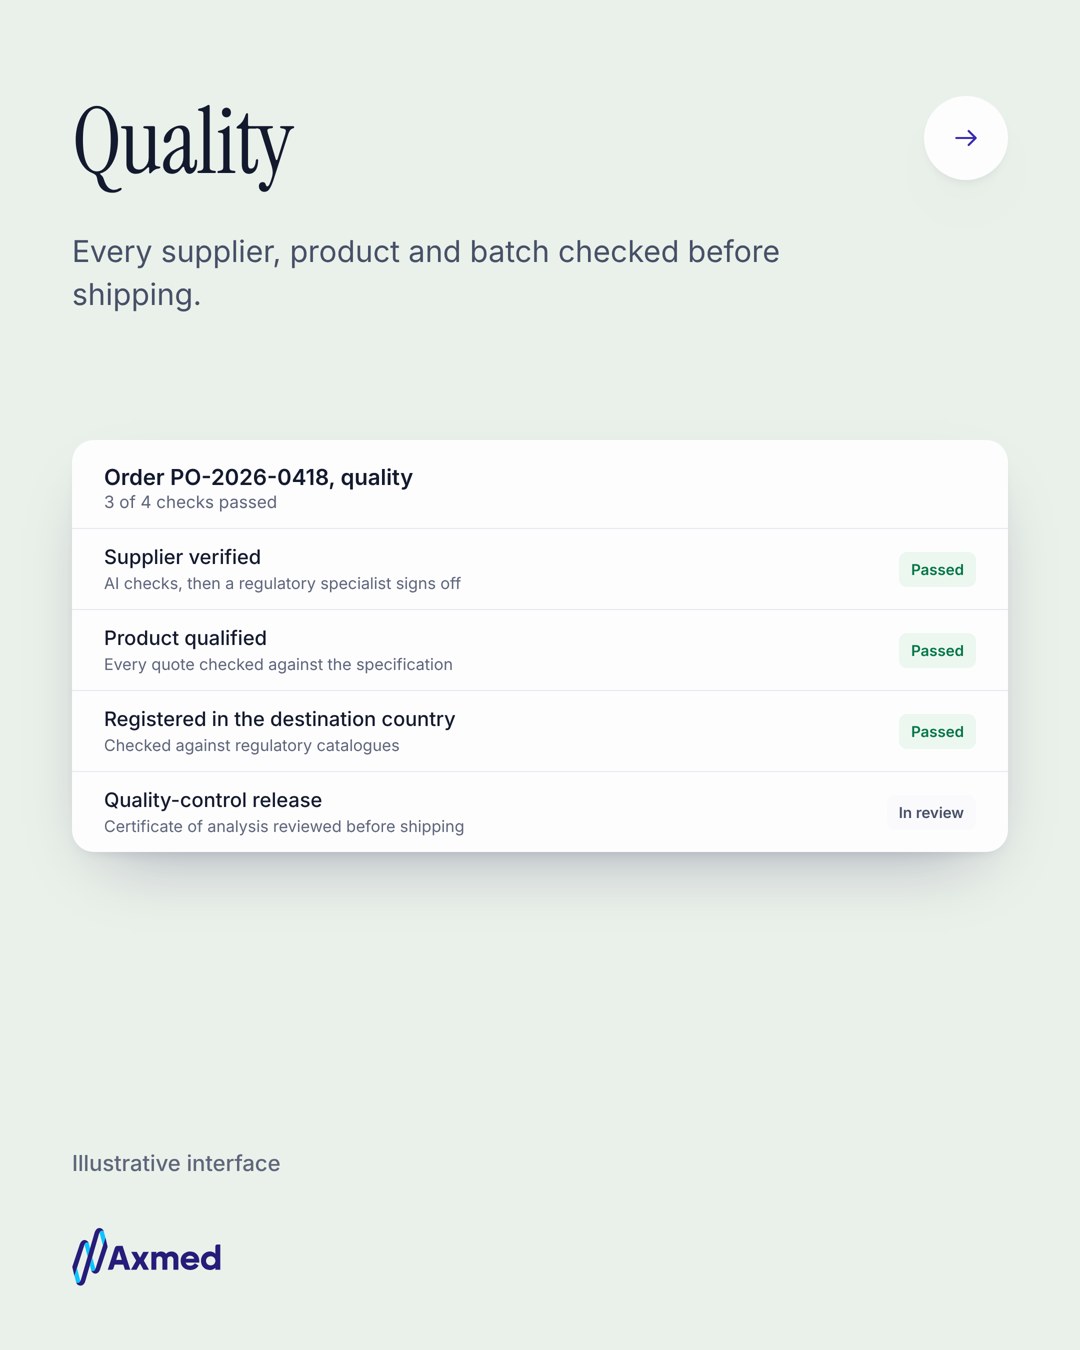 Quality
Every supplier, product and batch checked before
shipping.
Order PO-2026-0418, quality
3 of 4 checks passed
Supplier verified
AI checks, then a regulatory specialist signs off
Passed
Product qualified
Every quote checked against the specification
Passed
Registered in the destination country
Checked against regulatory catalogues
Passed
Quality-control release
Certificate of analysis reviewed before shipping
In review
Illustrative interface
Axmed